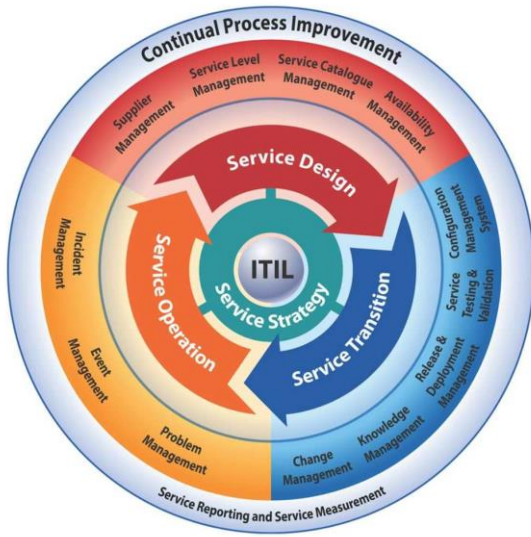 Continual Process Improvement
Supplier
Management
Service Level
Management
Service Catalogue
Management
Availability
Management
Configuration
Management
System
Service
Testing &
Validation
Release &
Deployment
Management
Knowledge
Management
Change
Management
Problem
Management
Event
Management
Incident
Management
Service Design
Service Transition
Service Operation
Service Strategy
ITIL
Service Reporting and Service Measurement